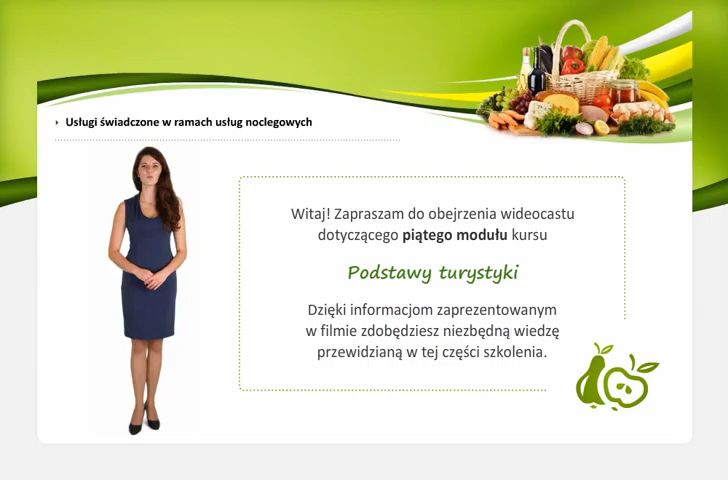 Usługi świadczone w ramach usług noclegowych
Witaj! Zapraszam do obejrzenia wideocastu
dotyczącego piątego modułu kursu
Podstawy turystyki
Dzięki informacjom zaprezentowanym
w filmie zdobędziesz niezbędną wiedzę
przewidzianą w tej części szkolenia.